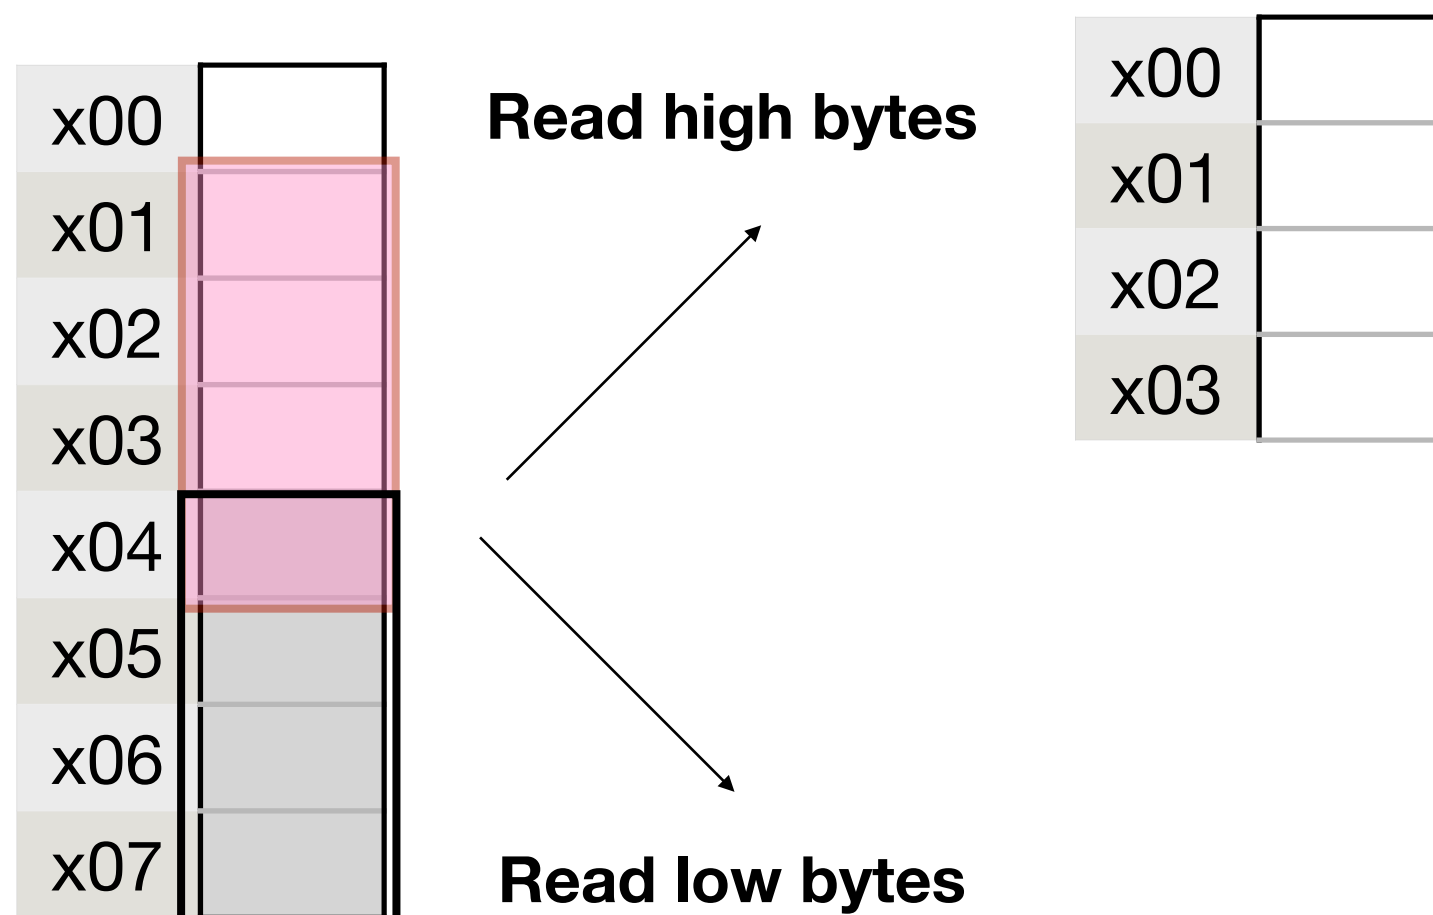 x00
x01
x02
x03
x04
x05
x06
x07
Read high bytes
Read low bytes
x00
x01
x02
x03